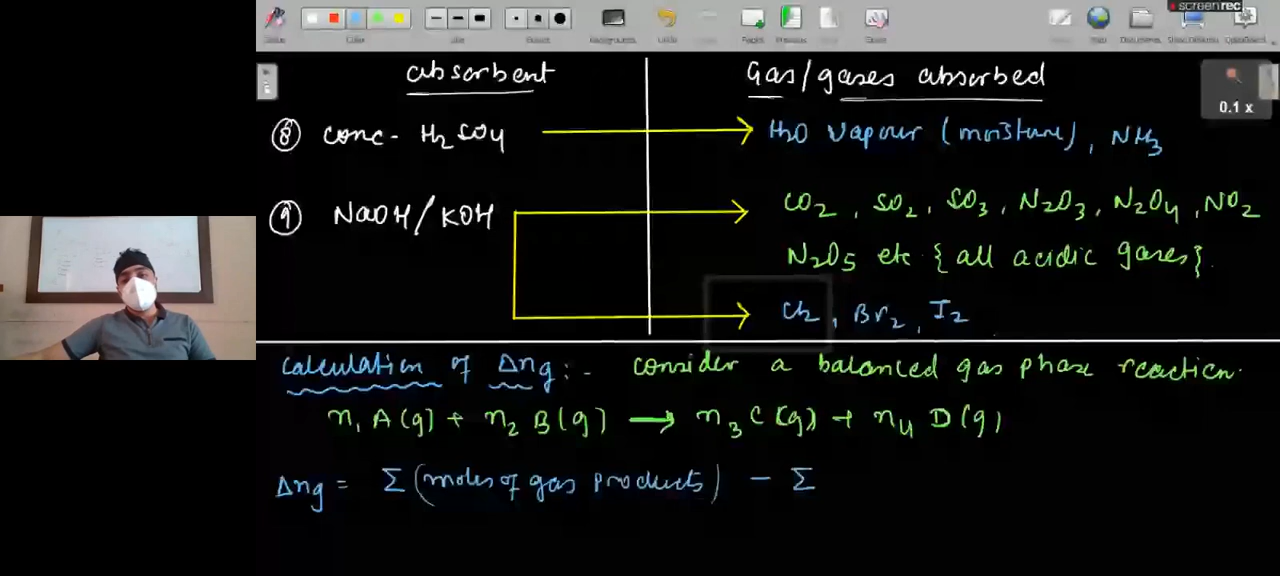 screenrec
0.1 x
absorbent Gas/gases absorbed
⑧ conc- H2SO4 H2O vapour (moisture), NH3
⑨ NaOH/KOH CO2, SO2, SO3, N2O3, N2O4, NO2
N2O5 etc {all acidic gases}.
Cl2, Br2, I2
Calculation of Δng:- consider a balanced gas phase reaction.
n1 A(g) + n2 B(g) → n3 C(g) + n4 D(g)
Δng = Σ(moles of gas products) - Σ